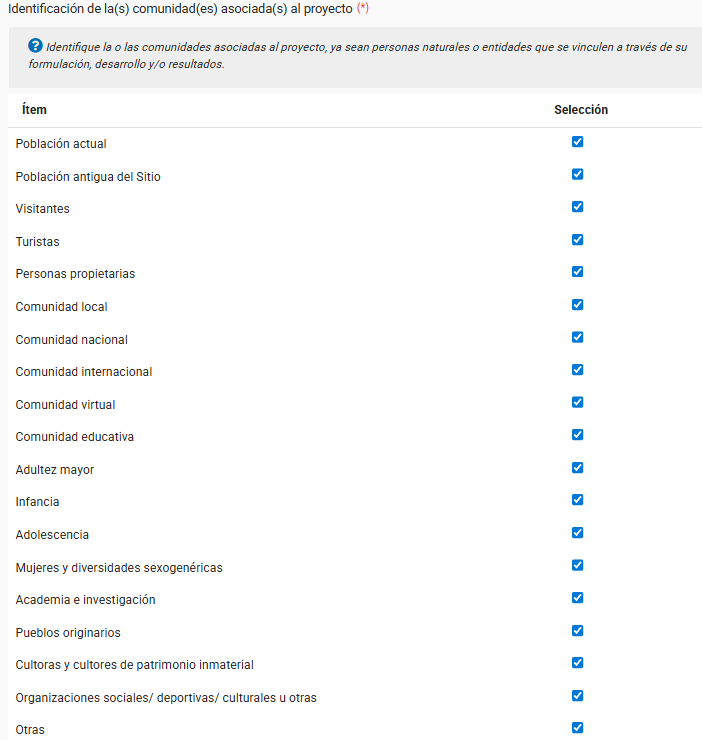 Identificación de la(s) comunidad(es) asociada(s) al proyecto (*)
? Identifique la o las comunidades asociadas al proyecto, ya sean personas naturales o entidades que se vinculen a través de su
formulación, desarrollo y/o resultados.
Ítem Selección
Población actual
Población antigua del Sitio
Visitantes
Turistas
Personas propietarias
Comunidad local
Comunidad nacional
Comunidad internacional
Comunidad virtual
Comunidad educativa
Adultez mayor
Infancia
Adolescencia
Mujeres y diversidades sexogenéricas
Academia e investigación
Pueblos originarios
Cultoras y cultores de patrimonio inmaterial
Organizaciones sociales/ deportivas/ culturales u otras
Otras